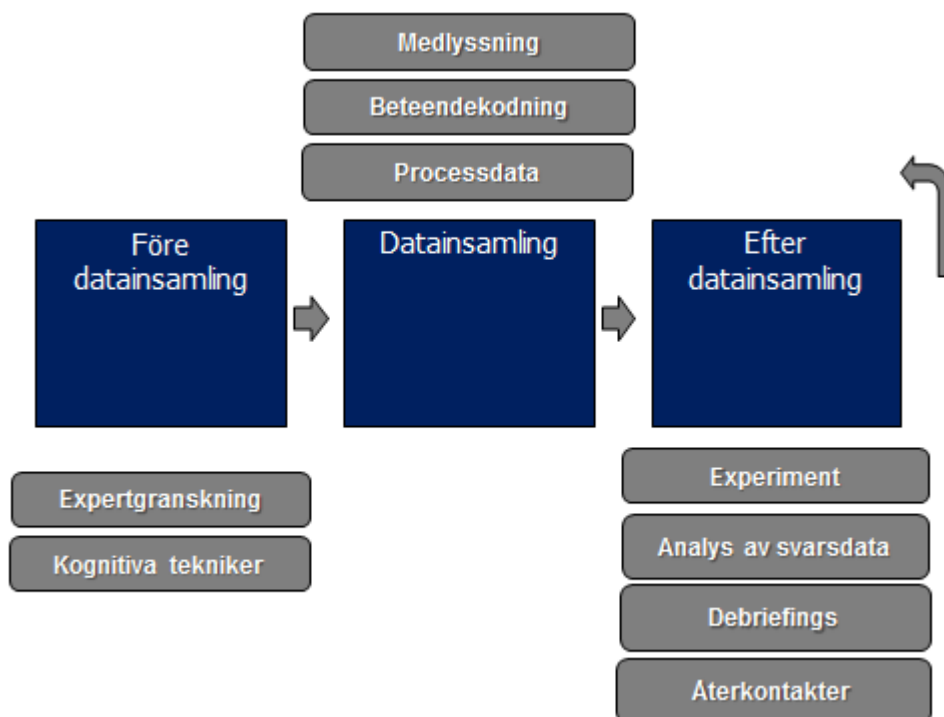 Medlyssning
Beteendekodning
Processdata
Före
datainsamling
Datainsamling
Efter
datainsamling
Expertgranskning
Kognitiva tekniker
Experiment
Analys av svarsdata
Debriefings
Återkontakter